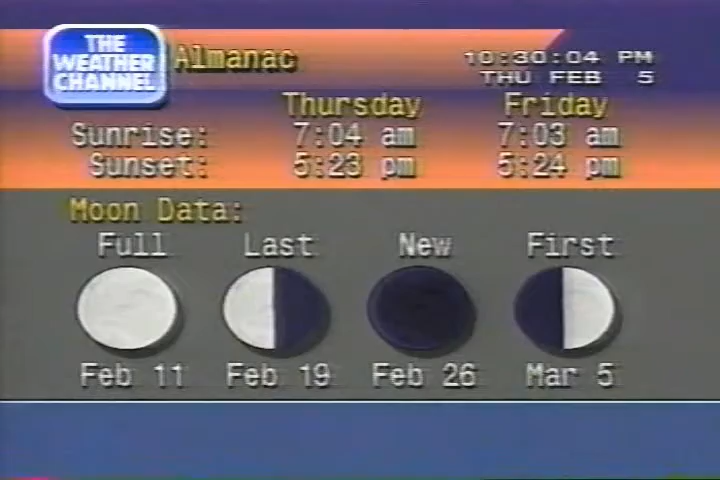 THE
WEATHER
CHANNEL
Almanac
10:30:04 PM
THU FEB 5
Thursday Friday
Sunrise: 7:04 am 7:03 am
Sunset: 5:23 pm 5:24 pm
Moon Data:
Full Last New First
Feb 11 Feb 19 Feb 26 Mar 5